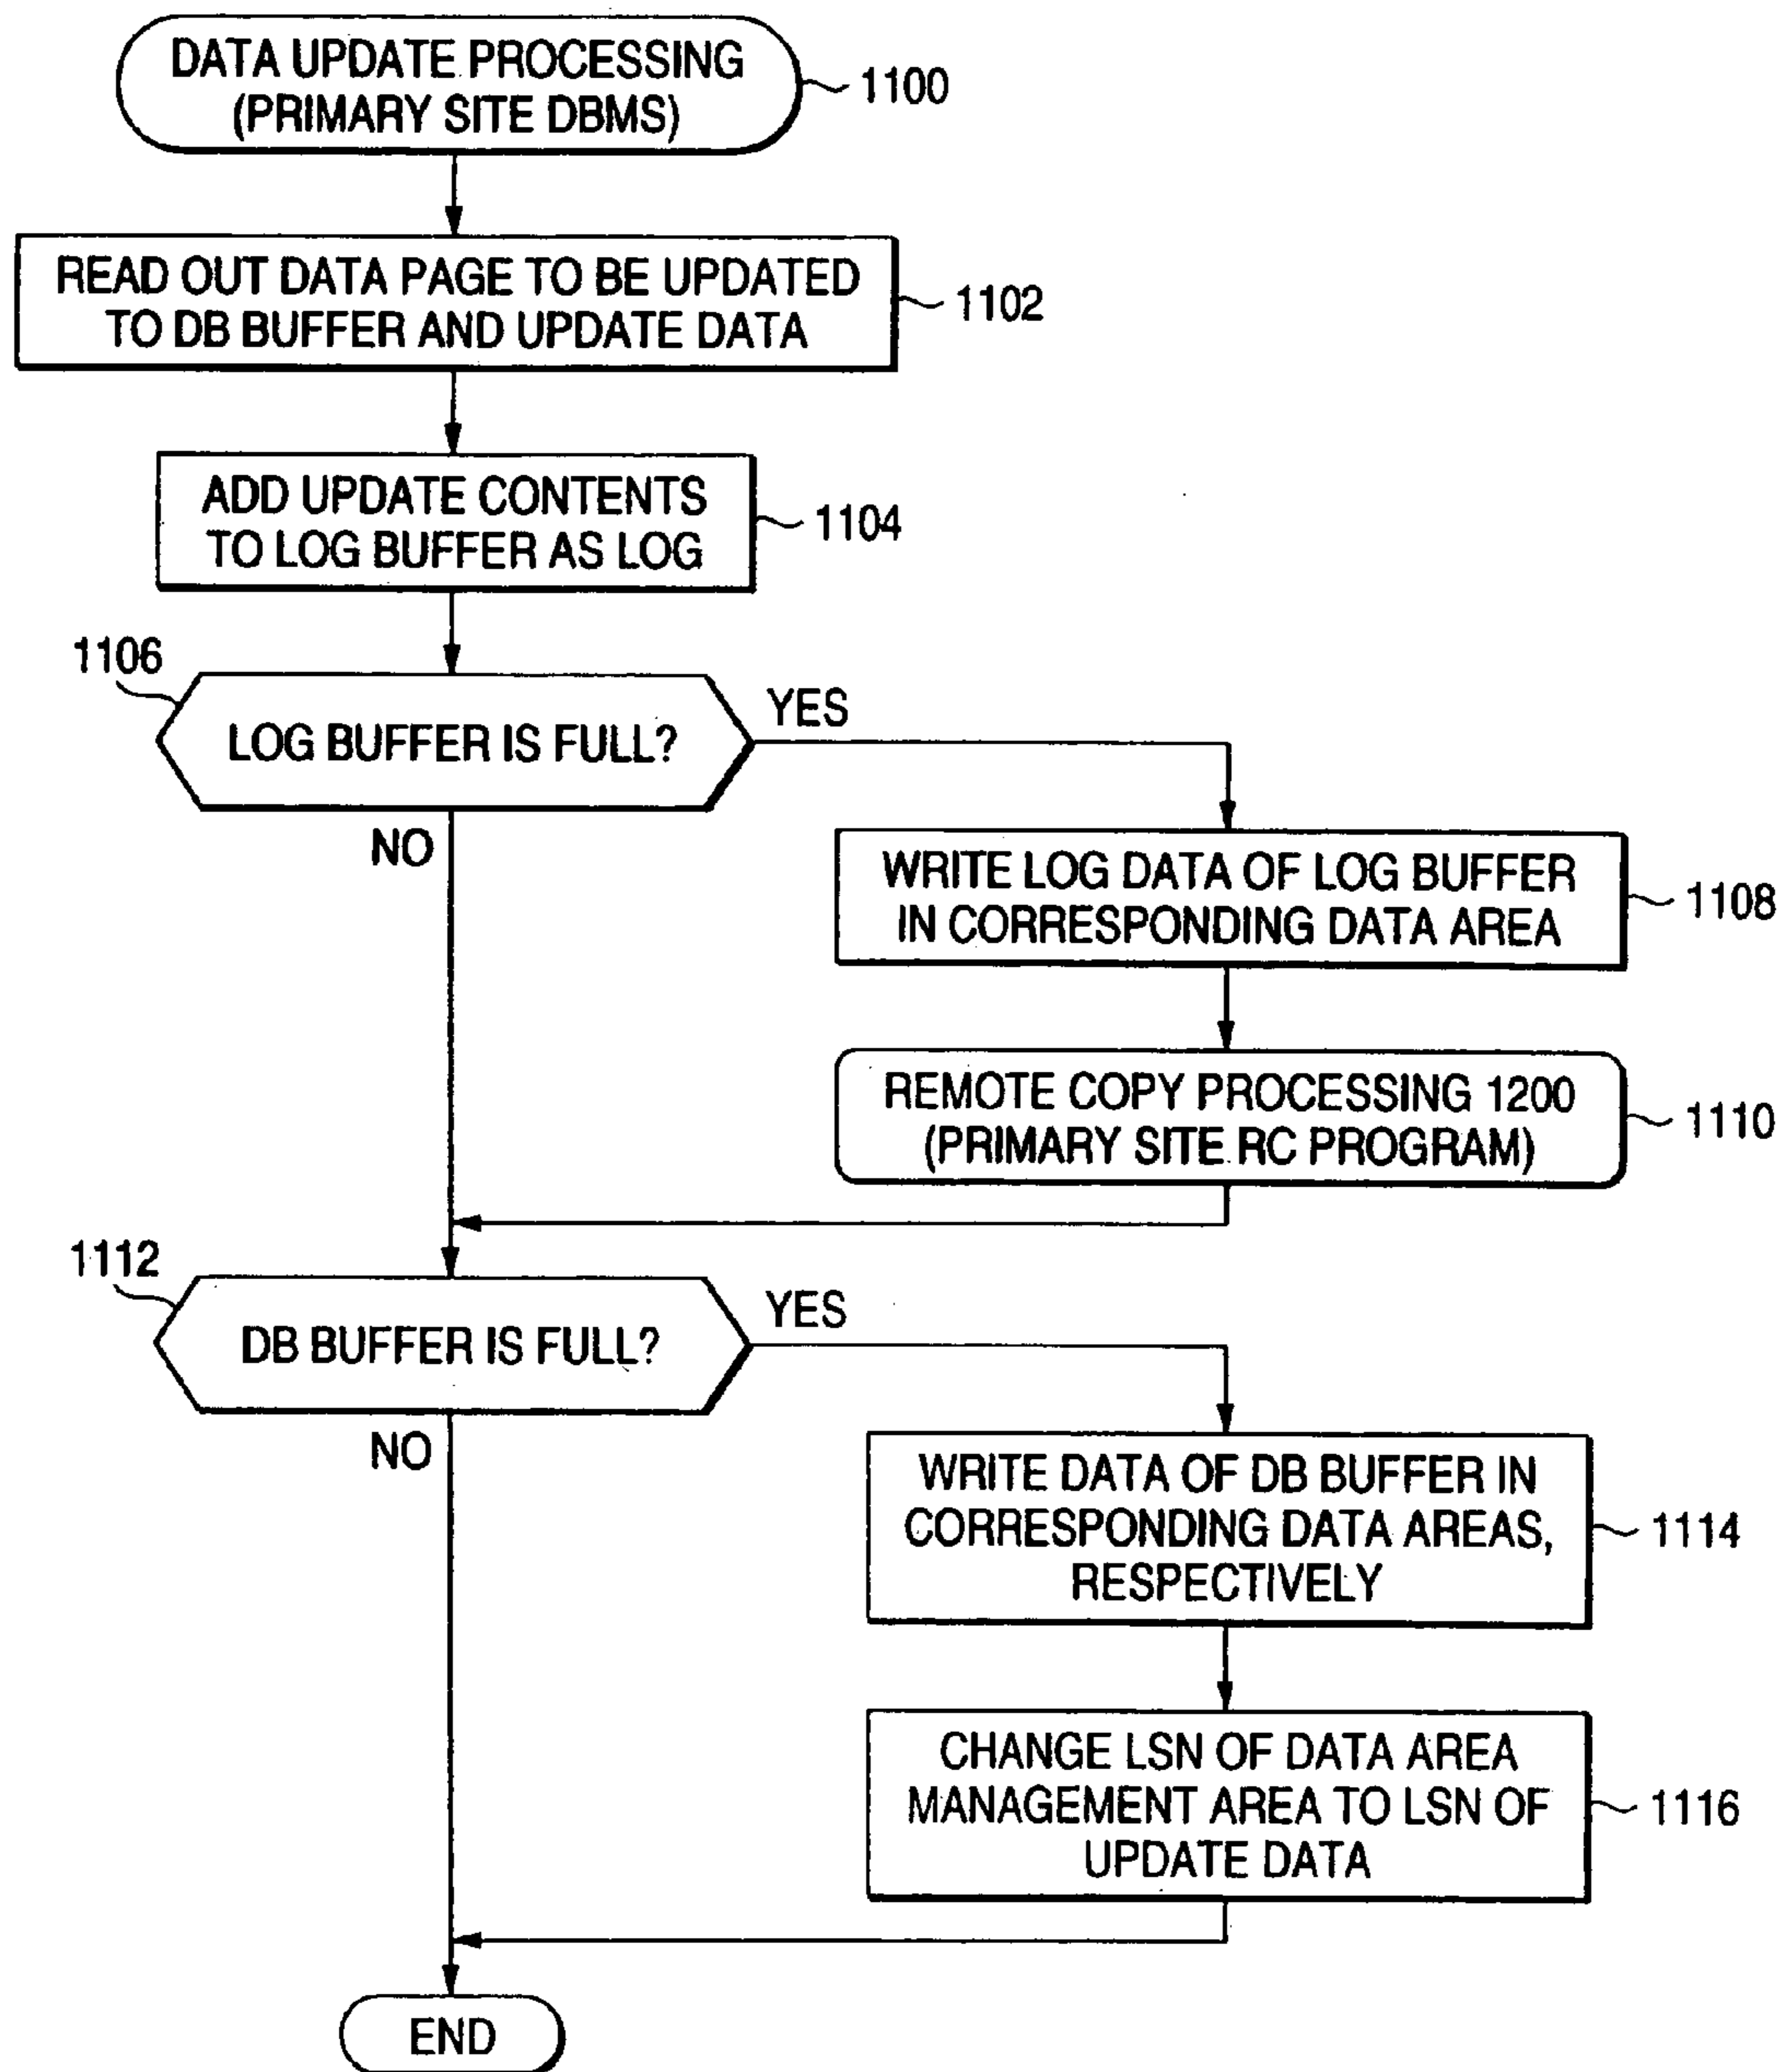 DATA UPDATE PROCESSING
(PRIMARY SITE DBMS)
1100
READ OUT DATA PAGE TO BE UPDATED
TO DB BUFFER AND UPDATE DATA
1102
ADD UPDATE CONTENTS
TO LOG BUFFER AS LOG
1104
1106
LOG BUFFER IS FULL?
YES
NO
WRITE LOG DATA OF LOG BUFFER
IN CORRESPONDING DATA AREA
1108
REMOTE COPY PROCESSING 1200
(PRIMARY SITE RC PROGRAM)
1110
1112
DB BUFFER IS FULL?
YES
NO
WRITE DATA OF DB BUFFER IN
CORRESPONDING DATA AREAS,
RESPECTIVELY
1114
CHANGE LSN OF DATA AREA
MANAGEMENT AREA TO LSN OF
UPDATE DATA
1116
END